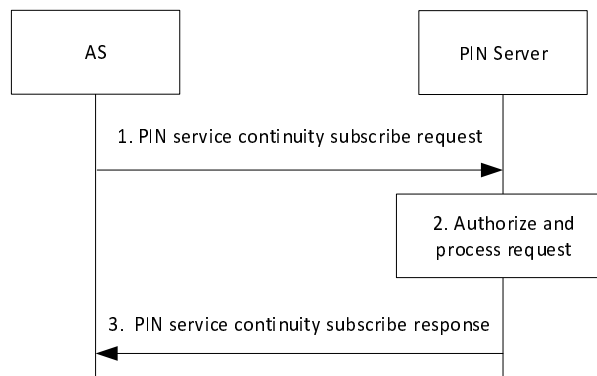 AS
PIN Server
1. PIN service continuity subscribe request
2. Authorize and
process request
3. PIN service continuity subscribe response